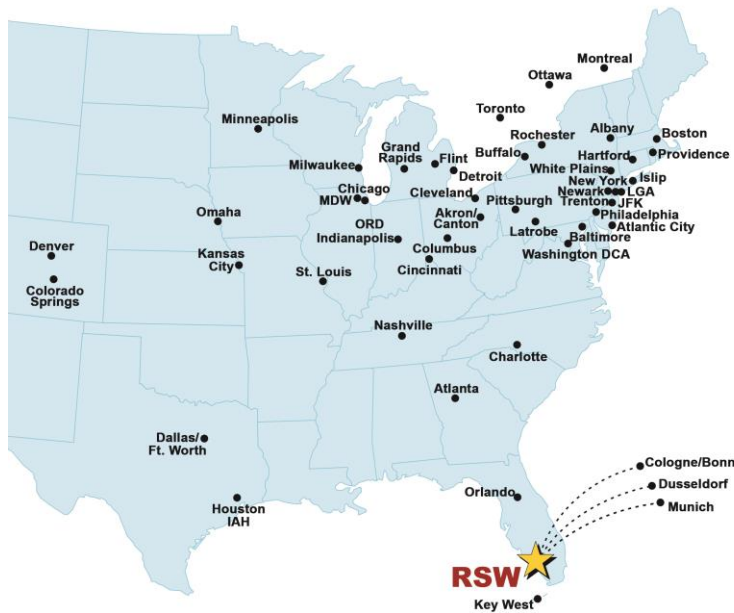 Montreal
Ottawa
Toronto
Minneapolis
Rochester
Albany
Boston
Grand
Rapids
Flint
Buffalo
Hartford
Providence
Milwaukee
Detroit
White Plains
Islip
Chicago
Cleveland
New York
MDW
Pittsburgh
Newark
LGA
JFK
Omaha
Akron/
Canton
Trenton
Philadelphia
ORD
Latrobe
Atlantic City
Denver
Indianapolis
Columbus
Baltimore
Kansas
City
Washington DCA
Cincinnati
St. Louis
Colorado
Springs
Nashville
Charlotte
Atlanta
Dallas/
Ft. Worth
Cologne/Bonn
Dusseldorf
Orlando
Munich
Houston
IAH
RSW
Key West